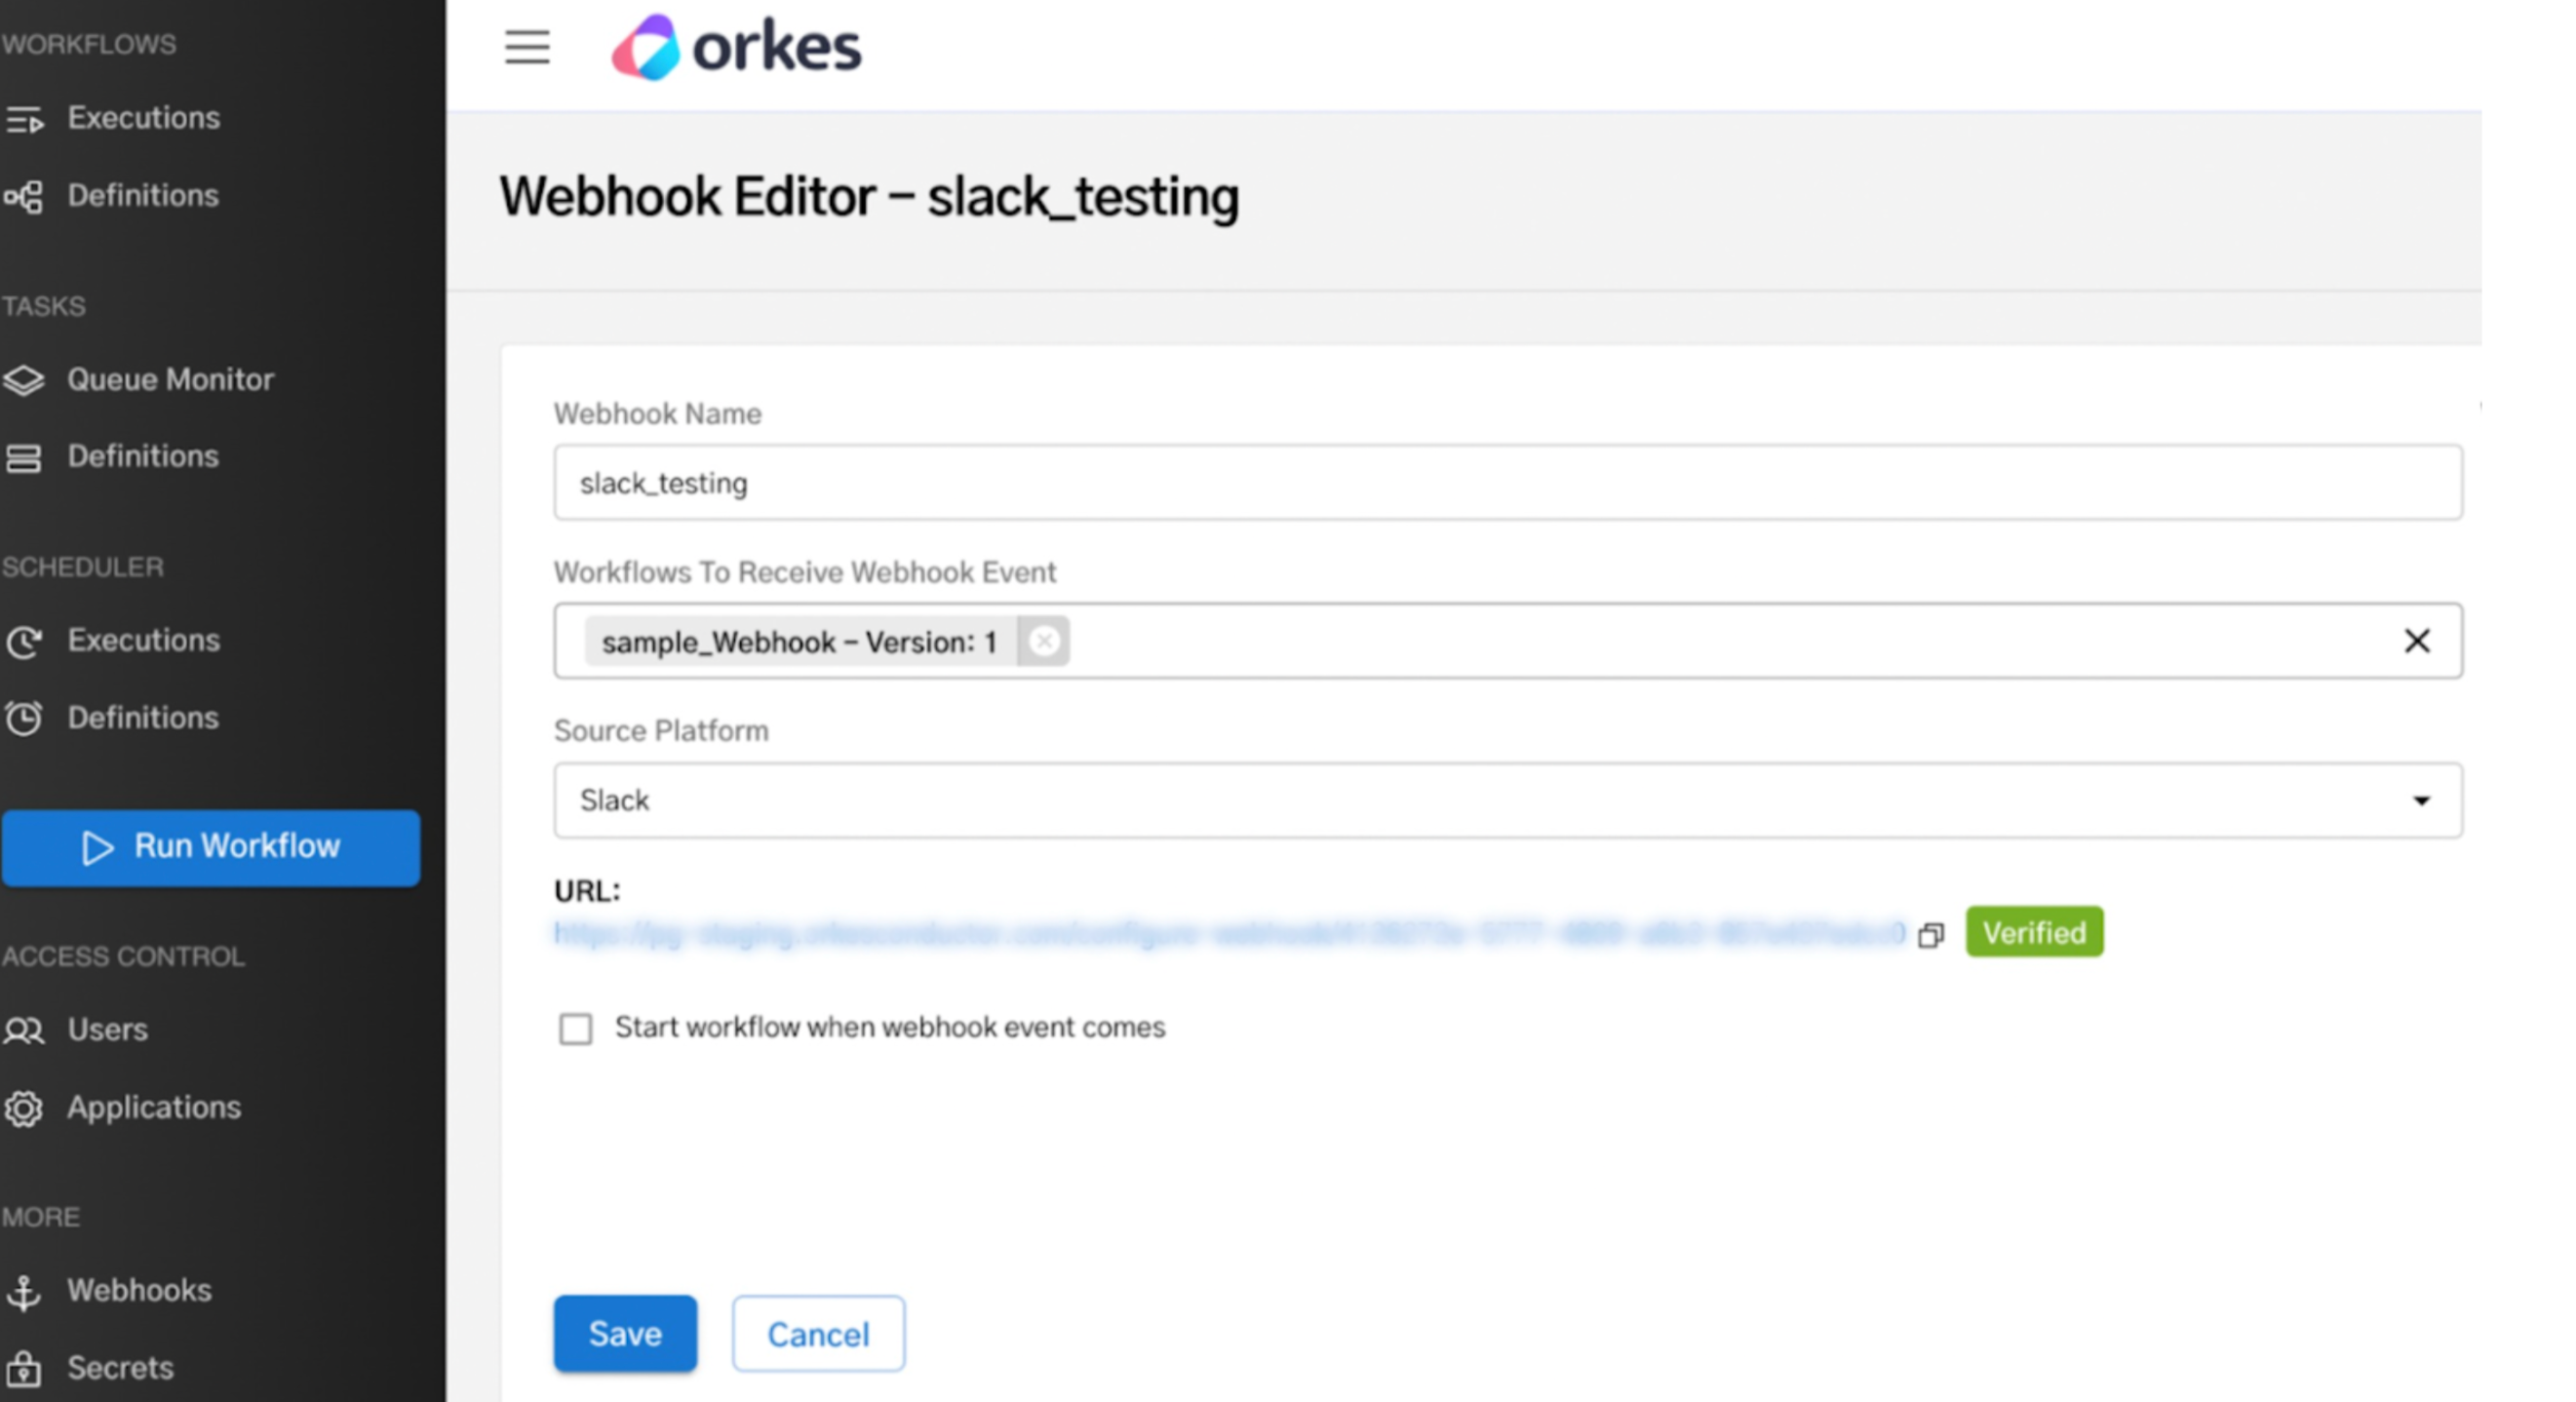 WORKFLOWS
Executions
Definitions
TASKS
Queue Monitor
Definitions
SCHEDULER
Executions
Definitions
Run Workflow
ACCESS CONTROL
Users
Applications
MORE
Webhooks
Secrets
orkes
Webhook Editor – slack_testing
Webhook Name
slack_testing
Workflows To Receive Webhook Event
sample_Webhook – Version: 1
Source Platform
Slack
URL:
Verified
Start workflow when webhook event comes
Save
Cancel